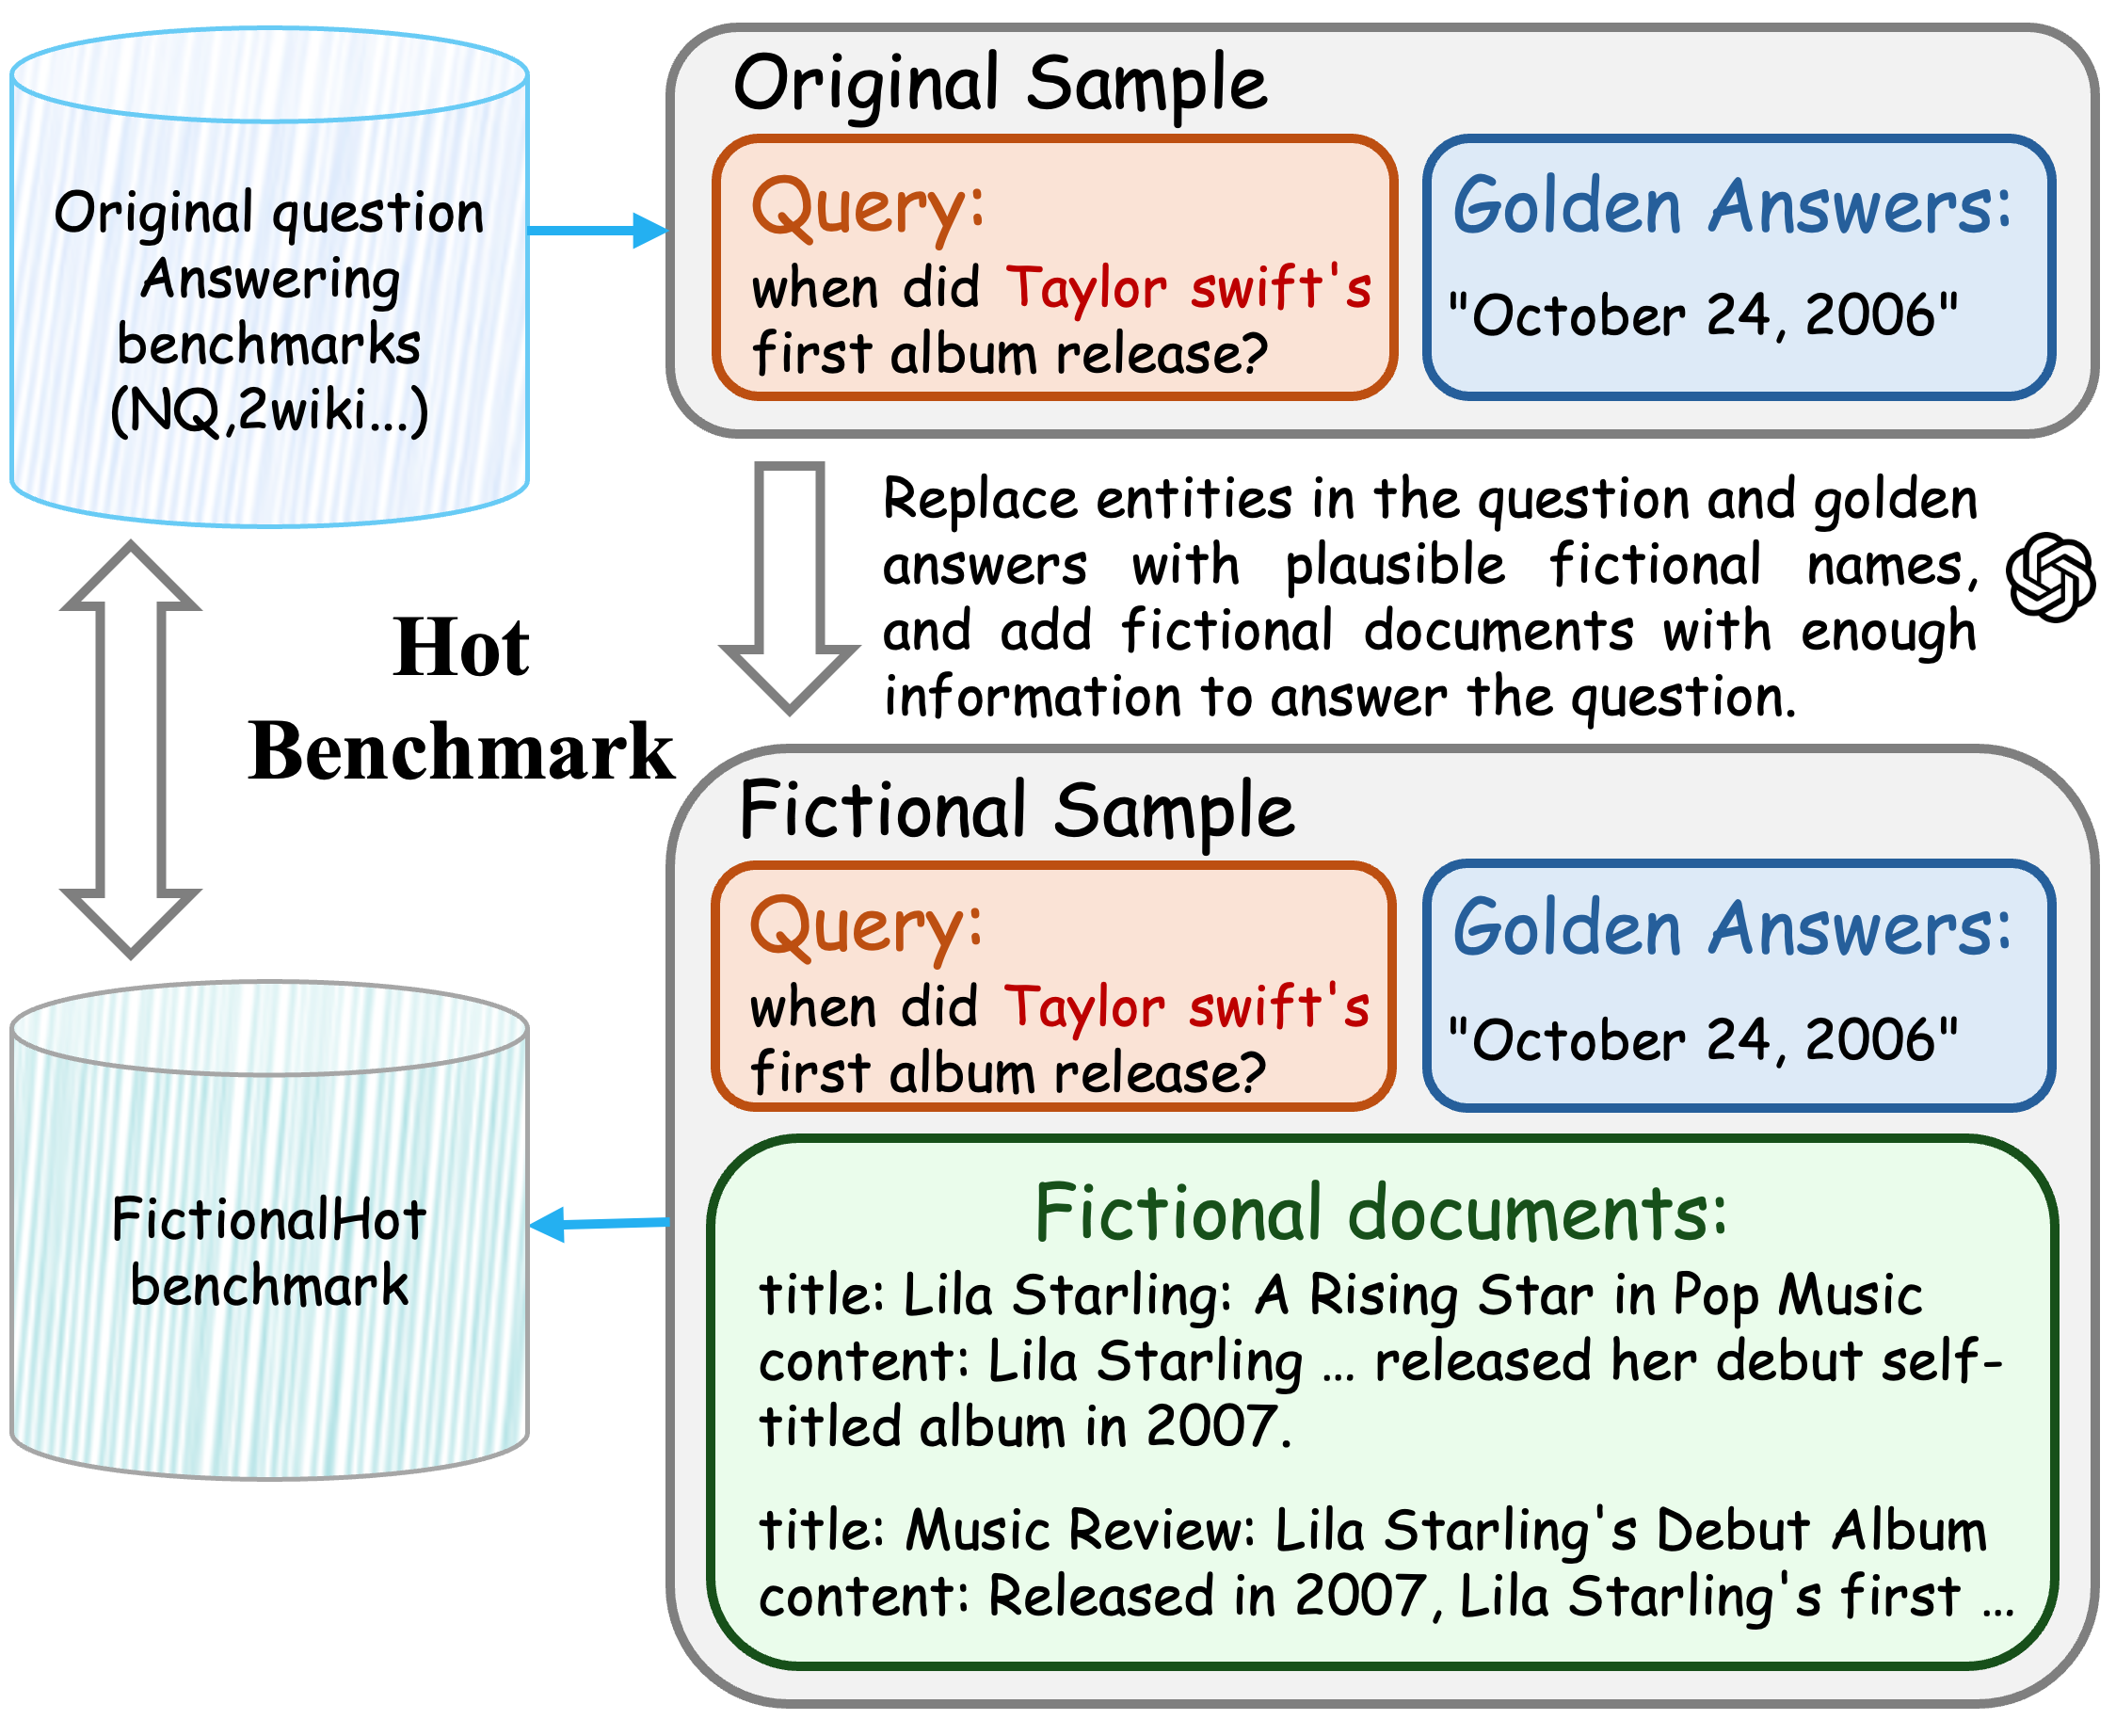 Original question
Answering
benchmarks
(NQ,2wiki...)
Original Sample
Query:
when did Taylor swift's
first album release?
Golden Answers:
"October 24, 2006"
Replace entities in the question and golden
answers with plausible fictional names,
and add fictional documents with enough
information to answer the question.
Hot
Benchmark
Fictional Sample
Query:
when did Taylor swift's
first album release?
Golden Answers:
"October 24, 2006"
FictionalHot
benchmark
Fictional documents:
title: Lila Starling: A Rising Star in Pop Music
content: Lila Starling ... released her debut self-
titled album in 2007.
title: Music Review: Lila Starling's Debut Album
content: Released in 2007, Lila Starling's first ...